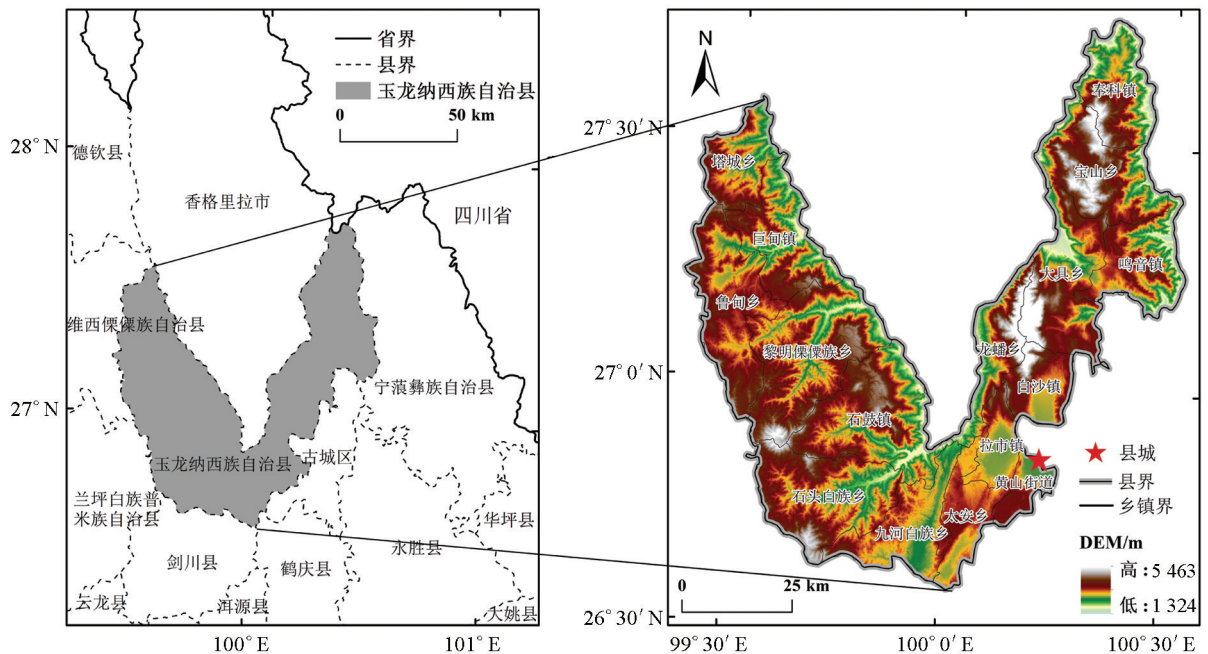 省界
县界
玉龙纳西族自治县
0
50 km
28° N
27° N
德钦县
香格里拉市
四川省
维西傈僳族自治县
宁蒗彝族自治县
玉龙纳西族自治县
古城区
兰坪白族普
米族自治县
华坪县
永胜县
剑川县
鹤庆县
云龙县
洱源县
大姚县
100° E
101° E
N
27° 30′ N
27° 0′ N
26° 30′ N
奉科镇
塔城乡
宝山乡
巨甸镇
鸣音镇
大具乡
鲁甸乡
黎明傈僳族乡
龙蟠乡
白沙镇
石鼓镇
拉市镇
黄山街道
石头白族乡
太安乡
九河白族乡
县城
县界
乡镇界
DEM/m
高:5 463
低:1 324
0
25 km
99° 30′ E
100° 0′ E
100° 30′ E